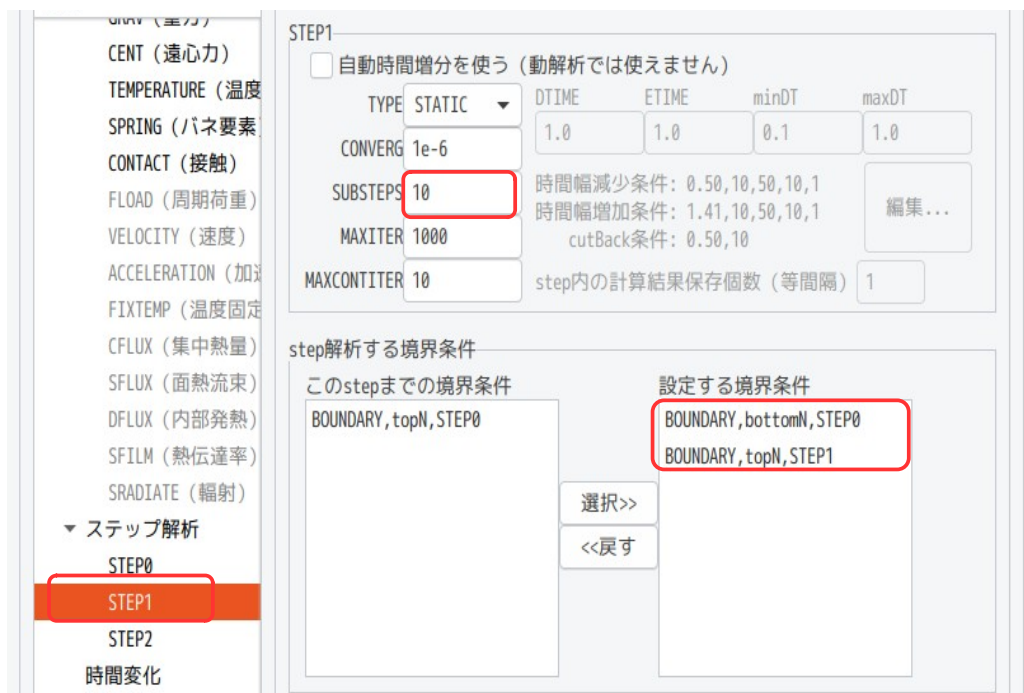 CENT (遠心力)
TEMPERATURE (温度
SPRING (バネ要素
CONTACT (接触)
FLOAD (周期荷重)
VELOCITY (速度)
ACCELERATION (加速
FIXTEMP (温度固定
CFLUX (集中熱量)
SFLUX (面熱流束)
DFLUX (内部発熱)
SFILM (熱伝達率)
SRADIATE (輻射)
ステップ解析
STEP0
STEP1
STEP2
時間変化
STEP1
自動時間増分を使う (動解析では使えません)
TYPE STATIC
CONVERG 1e-6
SUBSTEPS 10
MAXITER 1000
MAXCONTITER 10
DTIME ETIME minDT maxDT
1.0 1.0 0.1 1.0
時間幅減少条件: 0.50,10,50,10,1
時間幅増加条件: 1.41,10,50,10,1
cutBack条件: 0.50,10
編集...
step内の計算結果保存個数 (等間隔) 1
step解析する境界条件
このstepまでの境界条件
BOUNDARY,topN,STEP0
選択>>
<<戻す
設定する境界条件
BOUNDARY,bottomN,STEP0
BOUNDARY,topN,STEP1